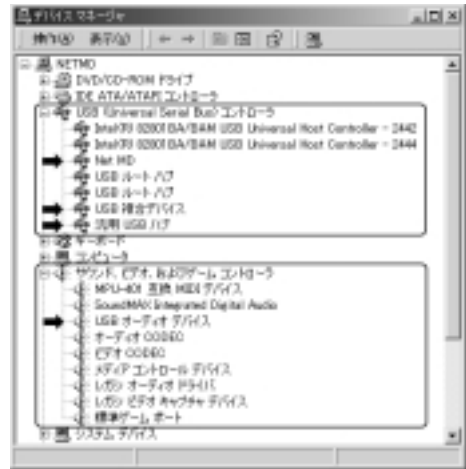 デバイス マネージャ
操作(A) 表示(V)
NETMD
DVD/CD-ROM ドライブ
IDE ATA/ATAPI コントローラ
USB (Universal Serial Bus) コントローラ
Intel(R) 82801BA/BAM USB Universal Host Controller - 2442
Intel(R) 82801BA/BAM USB Universal Host Controller - 2444
Net MD
USB ルート ハブ
USB ルート ハブ
USB 複合デバイス
汎用 USB ハブ
キーボード
コンピュータ
サウンド、ビデオ、およびゲーム コントローラ
MPU-401 互換 MIDI デバイス
SoundMAX Integrated Digital Audio
USB オーディオ デバイス
オーディオ CODEC
ビデオ CODEC
メディア コントロール デバイス
レガシ オーディオ ドライバ
レガシ ビデオ キャプチャ デバイス
標準ゲーム ポート
システム デバイス